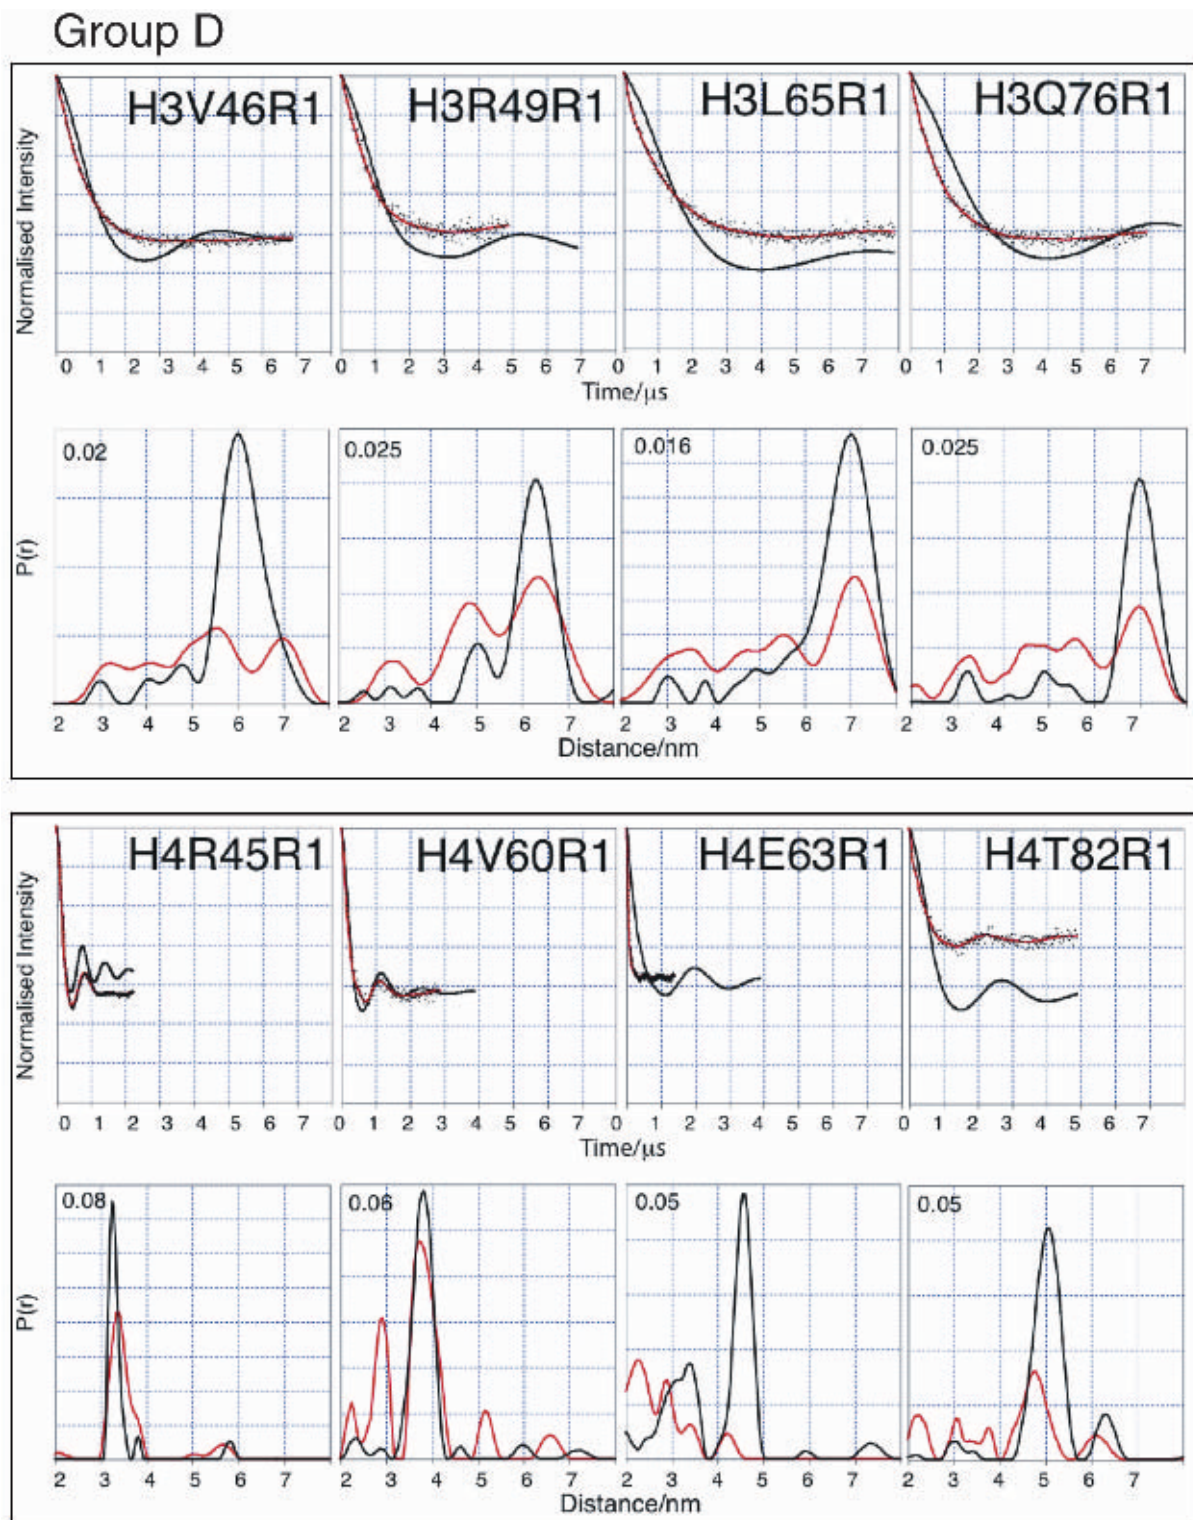 Group D
H3V46R1 H3R49R1 H3L65R1 H3Q76R1
Normalised Intensity
0 1 2 3 4 5 6 7 0 1 2 3 4 5 6 7 0 1 2 3 4 5 6 7 0 1 2 3 4 5 6 7
Time/μs
0.02 0.025 0.016 0.025
P(r)
2 3 4 5 6 7 2 3 4 5 6 7 2 3 4 5 6 7 2 3 4 5 6 7
Distance/nm
H4R45R1 H4V60R1 H4E63R1 H4T82R1
Normalised Intensity
0 1 2 3 4 5 6 7 0 1 2 3 4 5 6 7 0 1 2 3 4 5 6 7 0 1 2 3 4 5 6 7
Time/μs
0.08 0.06 0.05 0.05
P(r)
2 3 4 5 6 7 2 3 4 5 6 7 2 3 4 5 6 7 2 3 4 5 6 7
Distance/nm